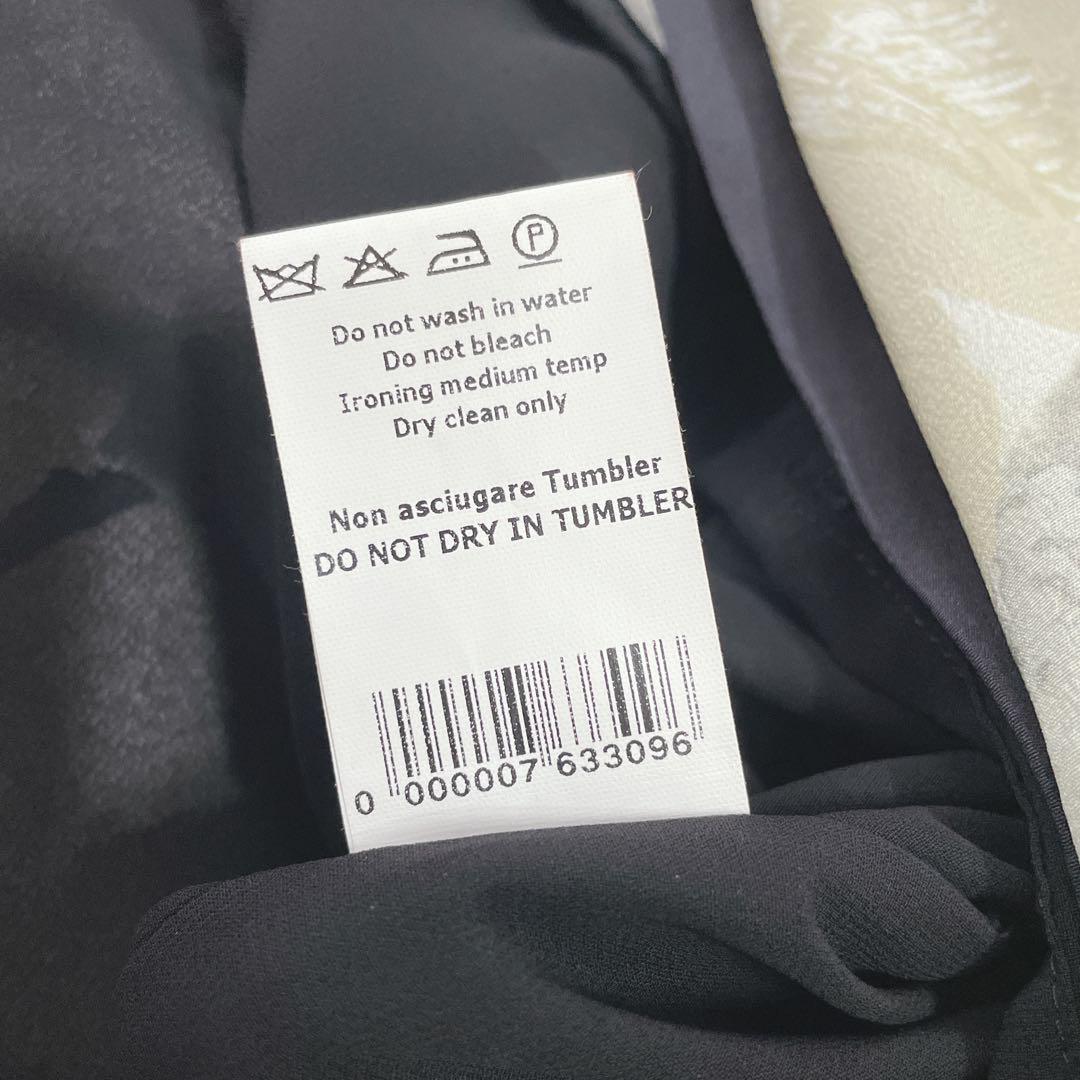 P
Do not wash in water
Do not bleach
Ironing medium temp
Dry clean only
Non asciugare Tumbler
DO NOT DRY IN TUMBLER
0 000007 633096